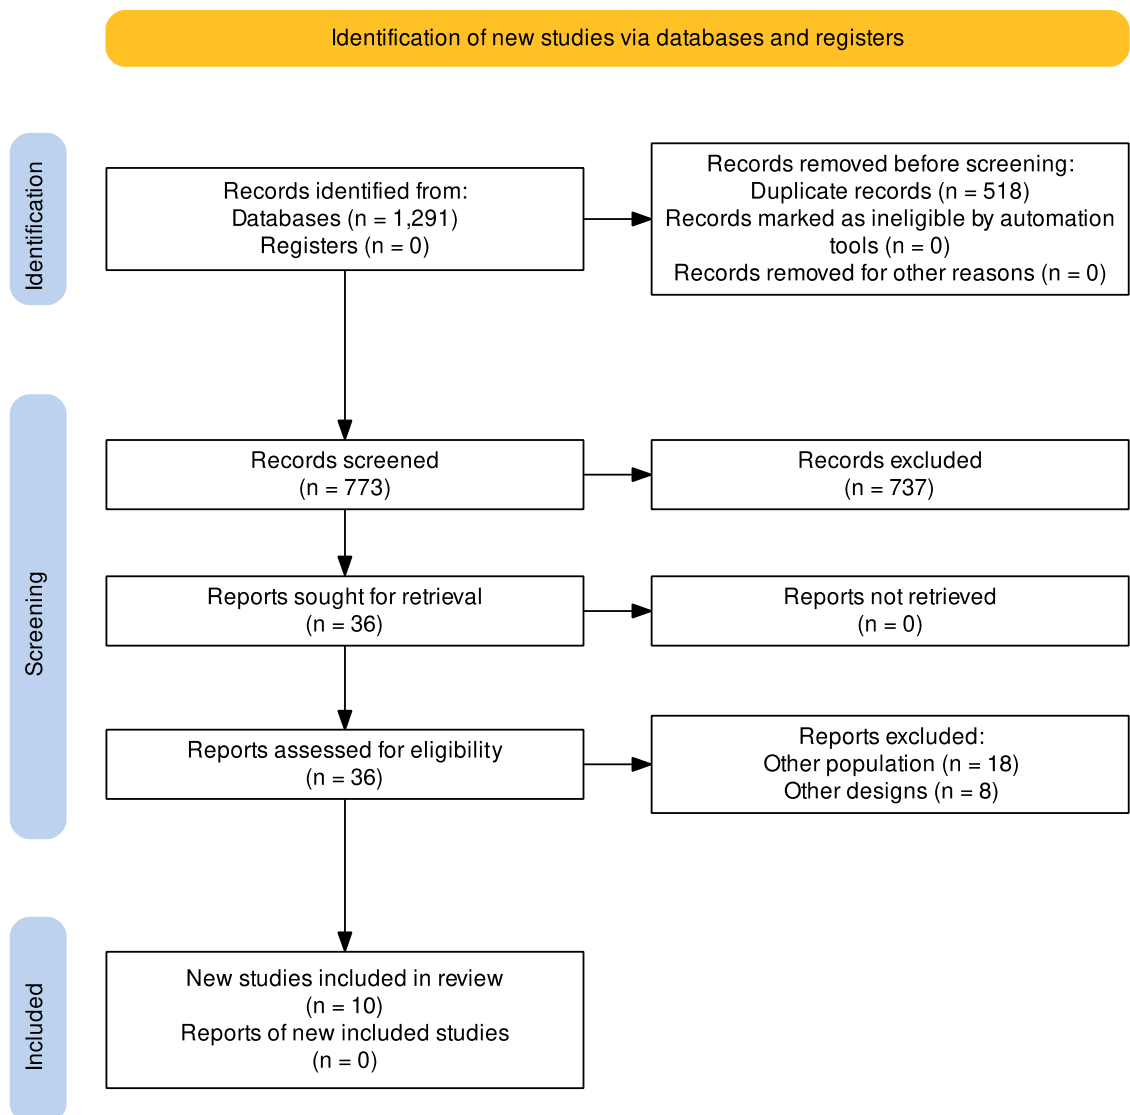 Identification of new studies via databases and registers
Identification
Records identified from:
Databases (n = 1,291)
Registers (n = 0)
Records removed before screening:
Duplicate records (n = 518)
Records marked as ineligible by automation
tools (n = 0)
Records removed for other reasons (n = 0)
Screening
Records screened
(n = 773)
Records excluded
(n = 737)
Reports sought for retrieval
(n = 36)
Reports not retrieved
(n = 0)
Reports assessed for eligibility
(n = 36)
Reports excluded:
Other population (n = 18)
Other designs (n = 8)
Included
New studies included in review
(n = 10)
Reports of new included studies
(n = 0)